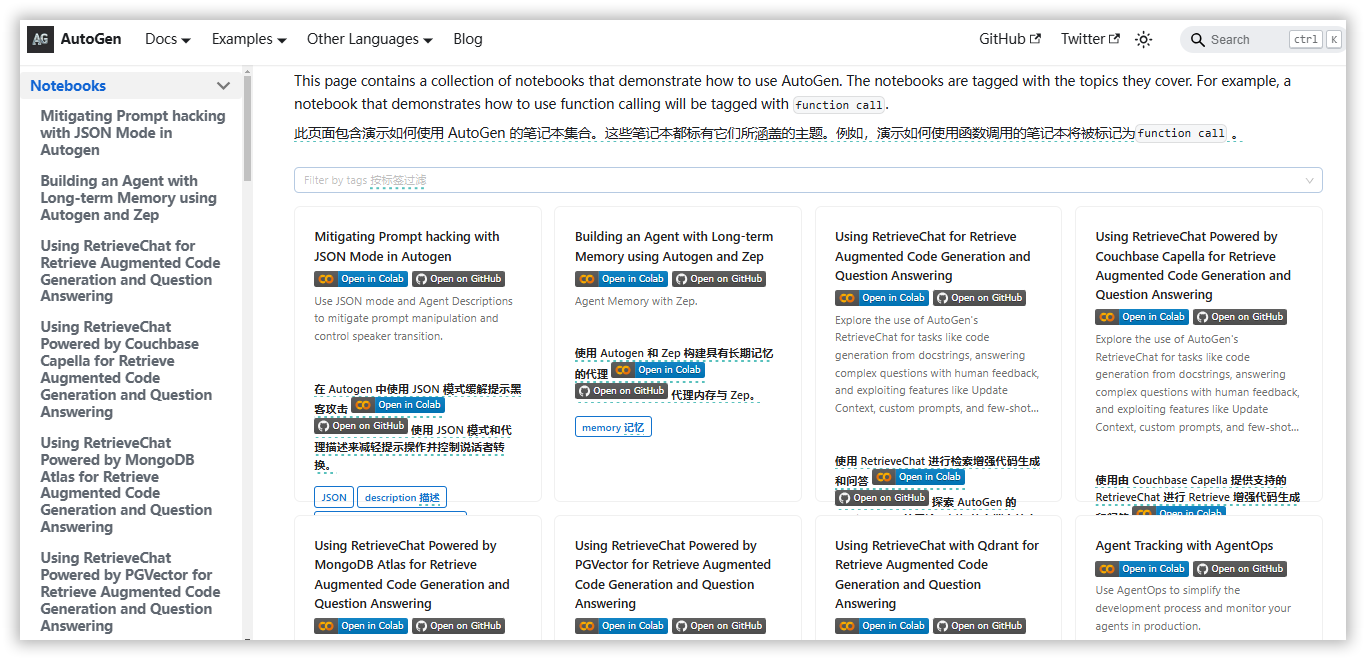 AG AutoGen Docs Examples Other Languages Blog GitHub Twitter Search ctrl K
Notebooks
Mitigating Prompt hacking
with JSON Mode in
Autogen
Building an Agent with
Long-term Memory using
Autogen and Zep
Using RetrieveChat for
Retrieve Augmented Code
Generation and Question
Answering
Using RetrieveChat
Powered by Couchbase
Capella for Retrieve
Augmented Code
Generation and Question
Answering
Using RetrieveChat
Powered by MongoDB
Atlas for Retrieve
Augmented Code
Generation and Question
Answering
Using RetrieveChat
Powered by PGVector for
Retrieve Augmented Code
Generation and Question
Answering
This page contains a collection of notebooks that demonstrate how to use AutoGen. The notebooks are tagged with the topics they cover. For example, a
notebook that demonstrates how to use function calling will be tagged with function call.
此页面包含演示如何使用 AutoGen 的笔记本集合。这些笔记本都标有它们所涵盖的主题。例如，演示如何使用函数调用的笔记本将被标记为function call 。
Filter by tags 按标签过滤
Mitigating Prompt hacking with
JSON Mode in Autogen
Open in Colab Open on GitHub
Use JSON mode and Agent Descriptions
to mitigate prompt manipulation and
control speaker transition.
在 Autogen 中使用 JSON 模式缓解提示黑
客攻击 Open in Colab
Open on GitHub 使用 JSON 模式和代
理描述来减轻提示操作并控制说话者转
换。
JSON description 描述
Building an Agent with Long-term
Memory using Autogen and Zep
Open in Colab Open on GitHub
Agent Memory with Zep.
使用 Autogen 和 Zep 构建具有长期记忆
的代理 Open in Colab
Open on GitHub 代理内存与 Zep。
memory 记忆
Using RetrieveChat for Retrieve
Augmented Code Generation and
Question Answering
Open in Colab Open on GitHub
Explore the use of AutoGen's
RetrieveChat for tasks like code
generation from docstrings, answering
complex questions with human feedback,
and exploiting features like Update
Context, custom prompts, and few-shot...
使用 RetrieveChat 进行检索增强代码生成
和问答 Open in Colab
Open on GitHub 探索 AutoGen 的
Using RetrieveChat Powered by
Couchbase Capella for Retrieve
Augmented Code Generation and
Question Answering
Open in Colab Open on GitHub
Explore the use of AutoGen's
RetrieveChat for tasks like code
generation from docstrings, answering
complex questions with human feedback,
and exploiting features like Update
Context, custom prompts, and few-shot...
使用由 Couchbase Capella 提供支持的
RetrieveChat 进行 Retrieve 增强代码生成
和问答 Open in Colab
Using RetrieveChat Powered by
MongoDB Atlas for Retrieve
Augmented Code Generation and
Question Answering
Open in Colab Open on GitHub
Using RetrieveChat Powered by
PGVector for Retrieve Augmented
Code Generation and Question
Answering
Open in Colab Open on GitHub
Using RetrieveChat with Qdrant for
Retrieve Augmented Code
Generation and Question
Answering
Open in Colab Open on GitHub
Agent Tracking with AgentOps
Open in Colab Open on GitHub
Use AgentOps to simplify the
development process and monitor your
agents in production.